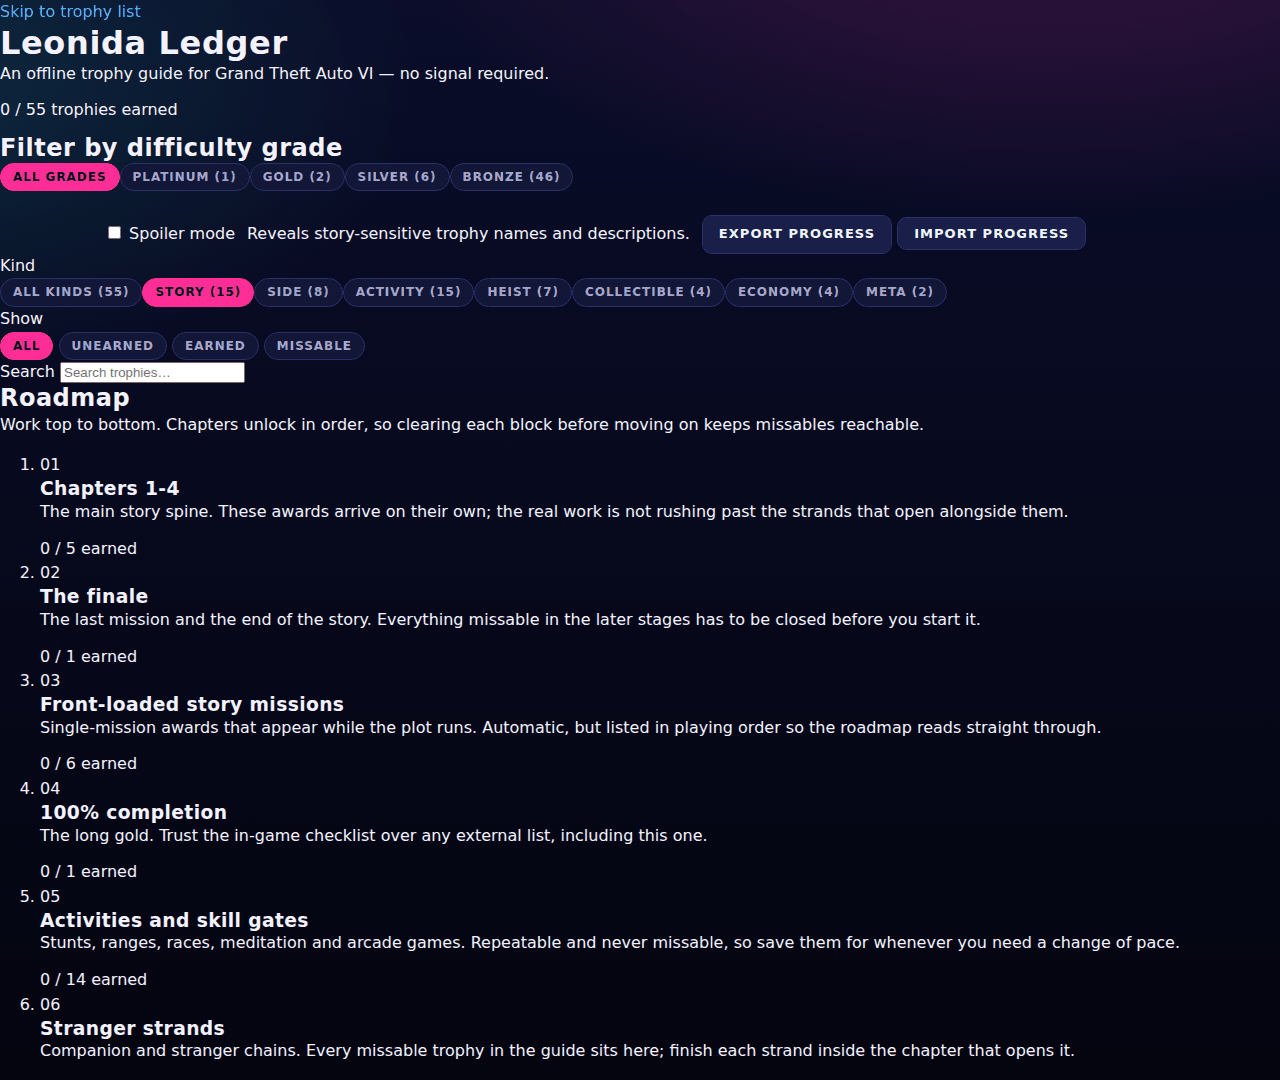 Skip to trophy list
Leonida Ledger
An offline trophy guide for Grand Theft Auto VI — no signal required.
0 / 55 trophies earned
Filter by difficulty grade
ALL GRADES PLATINUM (1) GOLD (2) SILVER (6) BRONZE (46)
Spoiler mode Reveals story-sensitive trophy names and descriptions. EXPORT PROGRESS IMPORT PROGRESS
Kind
ALL KINDS (55) STORY (15) SIDE (8) ACTIVITY (15) HEIST (7) COLLECTIBLE (4) ECONOMY (4) META (2)
Show
ALL UNEARNED EARNED MISSABLE
Search Search trophies…
Roadmap
Work top to bottom. Chapters unlock in order, so clearing each block before moving on keeps missables reachable.
1. 01
Chapters 1-4
The main story spine. These awards arrive on their own; the real work is not rushing past the strands that open alongside them.
0 / 5 earned
2. 02
The finale
The last mission and the end of the story. Everything missable in the later stages has to be closed before you start it.
0 / 1 earned
3. 03
Front-loaded story missions
Single-mission awards that appear while the plot runs. Automatic, but listed in playing order so the roadmap reads straight through.
0 / 6 earned
4. 04
100% completion
The long gold. Trust the in-game checklist over any external list, including this one.
0 / 1 earned
5. 05
Activities and skill gates
Stunts, ranges, races, meditation and arcade games. Repeatable and never missable, so save them for whenever you need a change of pace.
0 / 14 earned
6. 06
Stranger strands
Companion and stranger chains. Every missable trophy in the guide sits here; finish each strand inside the chapter that opens it.